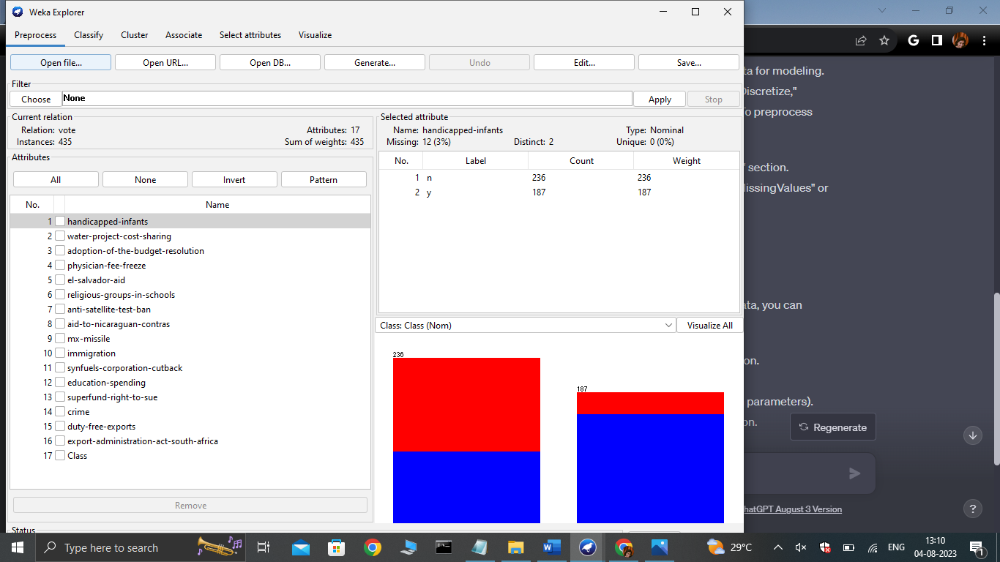 Weka Explorer
Preprocess Classify Cluster Associate Select attributes Visualize
Open file... Open URL... Open DB... Generate... Undo Edit... Save...
Filter
Choose None Apply Stop
Current relation
Relation: vote Attributes: 17
Instances: 435 Sum of weights: 435
Attributes
All None Invert Pattern
No. Name
1 handicapped-infants
2 water-project-cost-sharing
3 adoption-of-the-budget-resolution
4 physician-fee-freeze
5 el-salvador-aid
6 religious-groups-in-schools
7 anti-satellite-test-ban
8 aid-to-nicaraguan-contras
9 mx-missile
10 immigration
11 synfuels-corporation-cutback
12 education-spending
13 superfund-right-to-sue
14 crime
15 duty-free-exports
16 export-administration-act-south-africa
17 Class
Remove
Status
Selected attribute
Name: handicapped-infants Type: Nominal
Missing: 12 (3%) Distinct: 2 Unique: 0 (0%)
No. Label Count Weight
1 n 236 236
2 y 187 187
Class: Class (Nom) Visualize All
236
187
G
ta for modeling.
Discretize,"
To preprocess
" section.
MissingValues" or
ata, you can
on.
parameters).
on.
Regenerate
hatGPT August 3 Version
?
Type here to search
W
29°C
ENG
13:10
04-08-2023
1